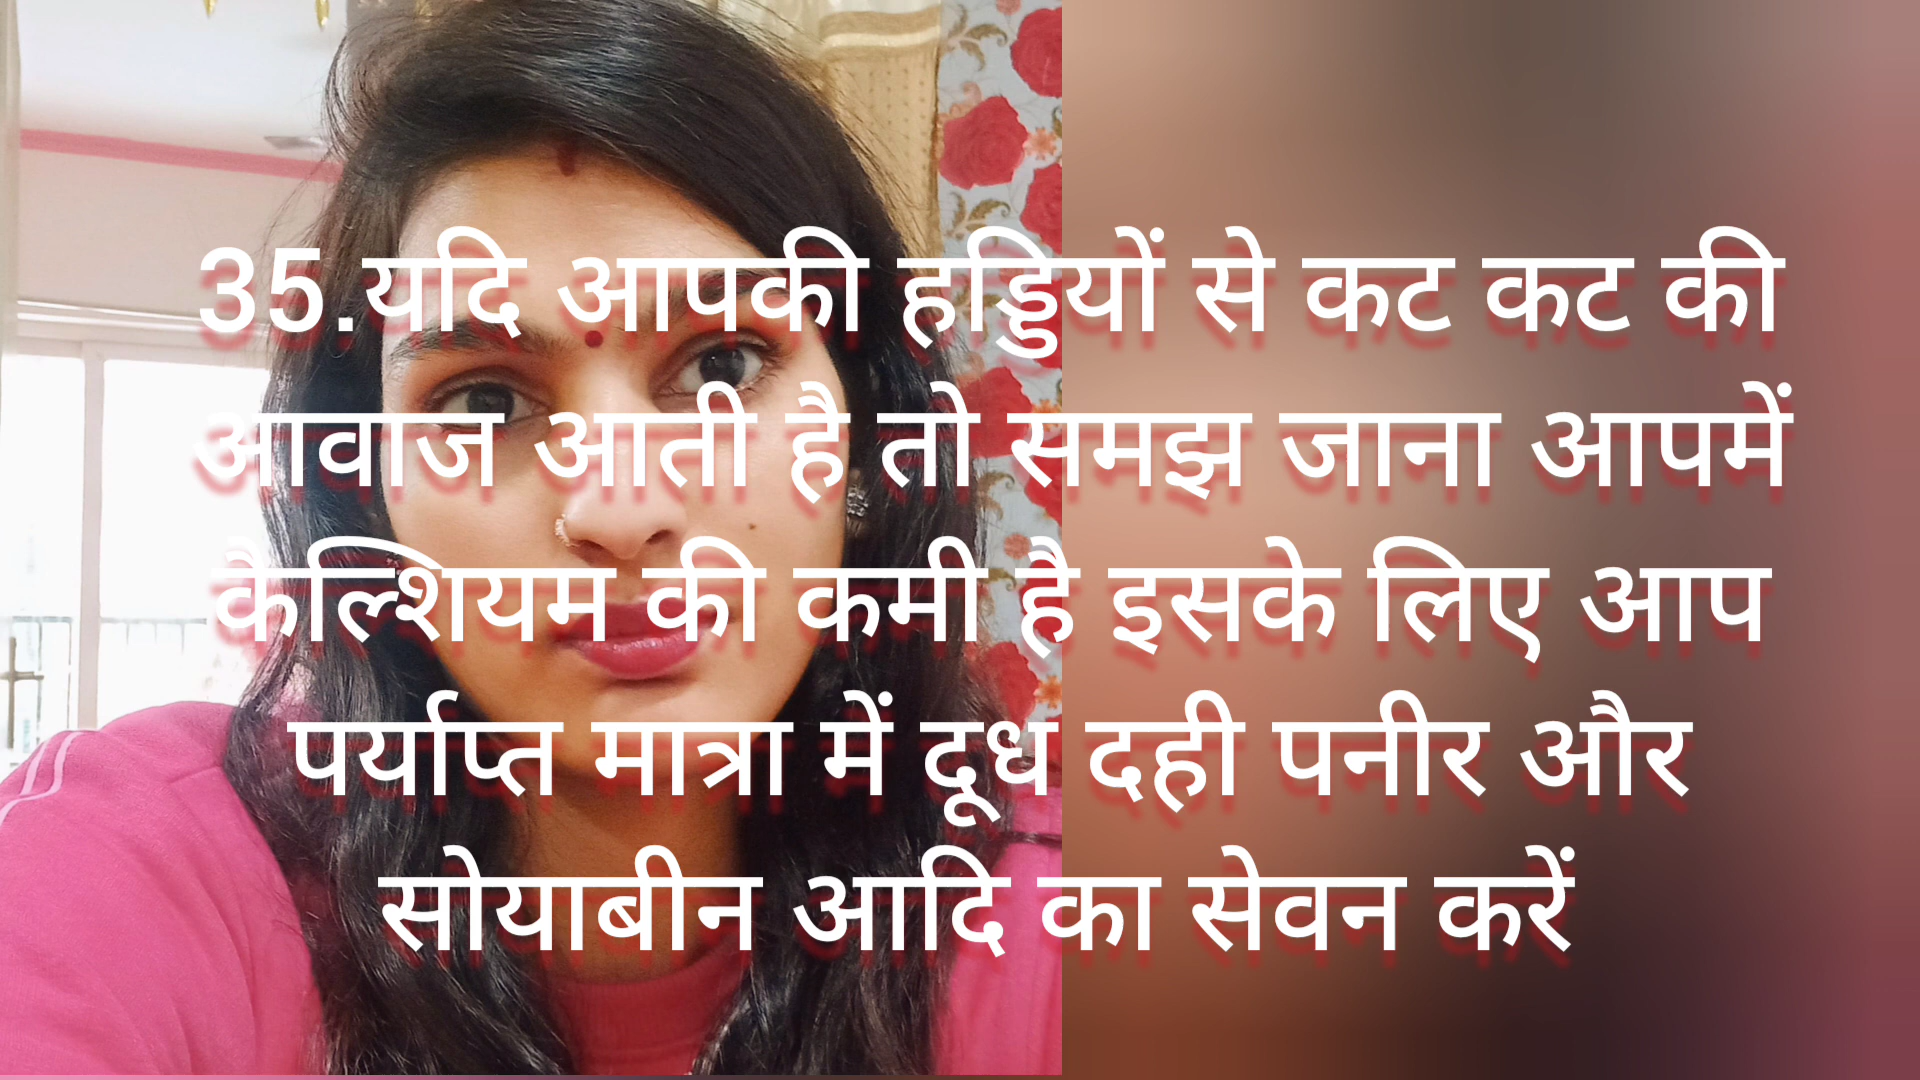 35.यदि आपकी हड्डियों से कट कट की
आवाज आती है तो समझ जाना आपमें
कैल्शियम की कमी है इसके लिए आप
पर्याप्त मात्रा में दूध दही पनीर और
सोयाबीन आदि का सेवन करें